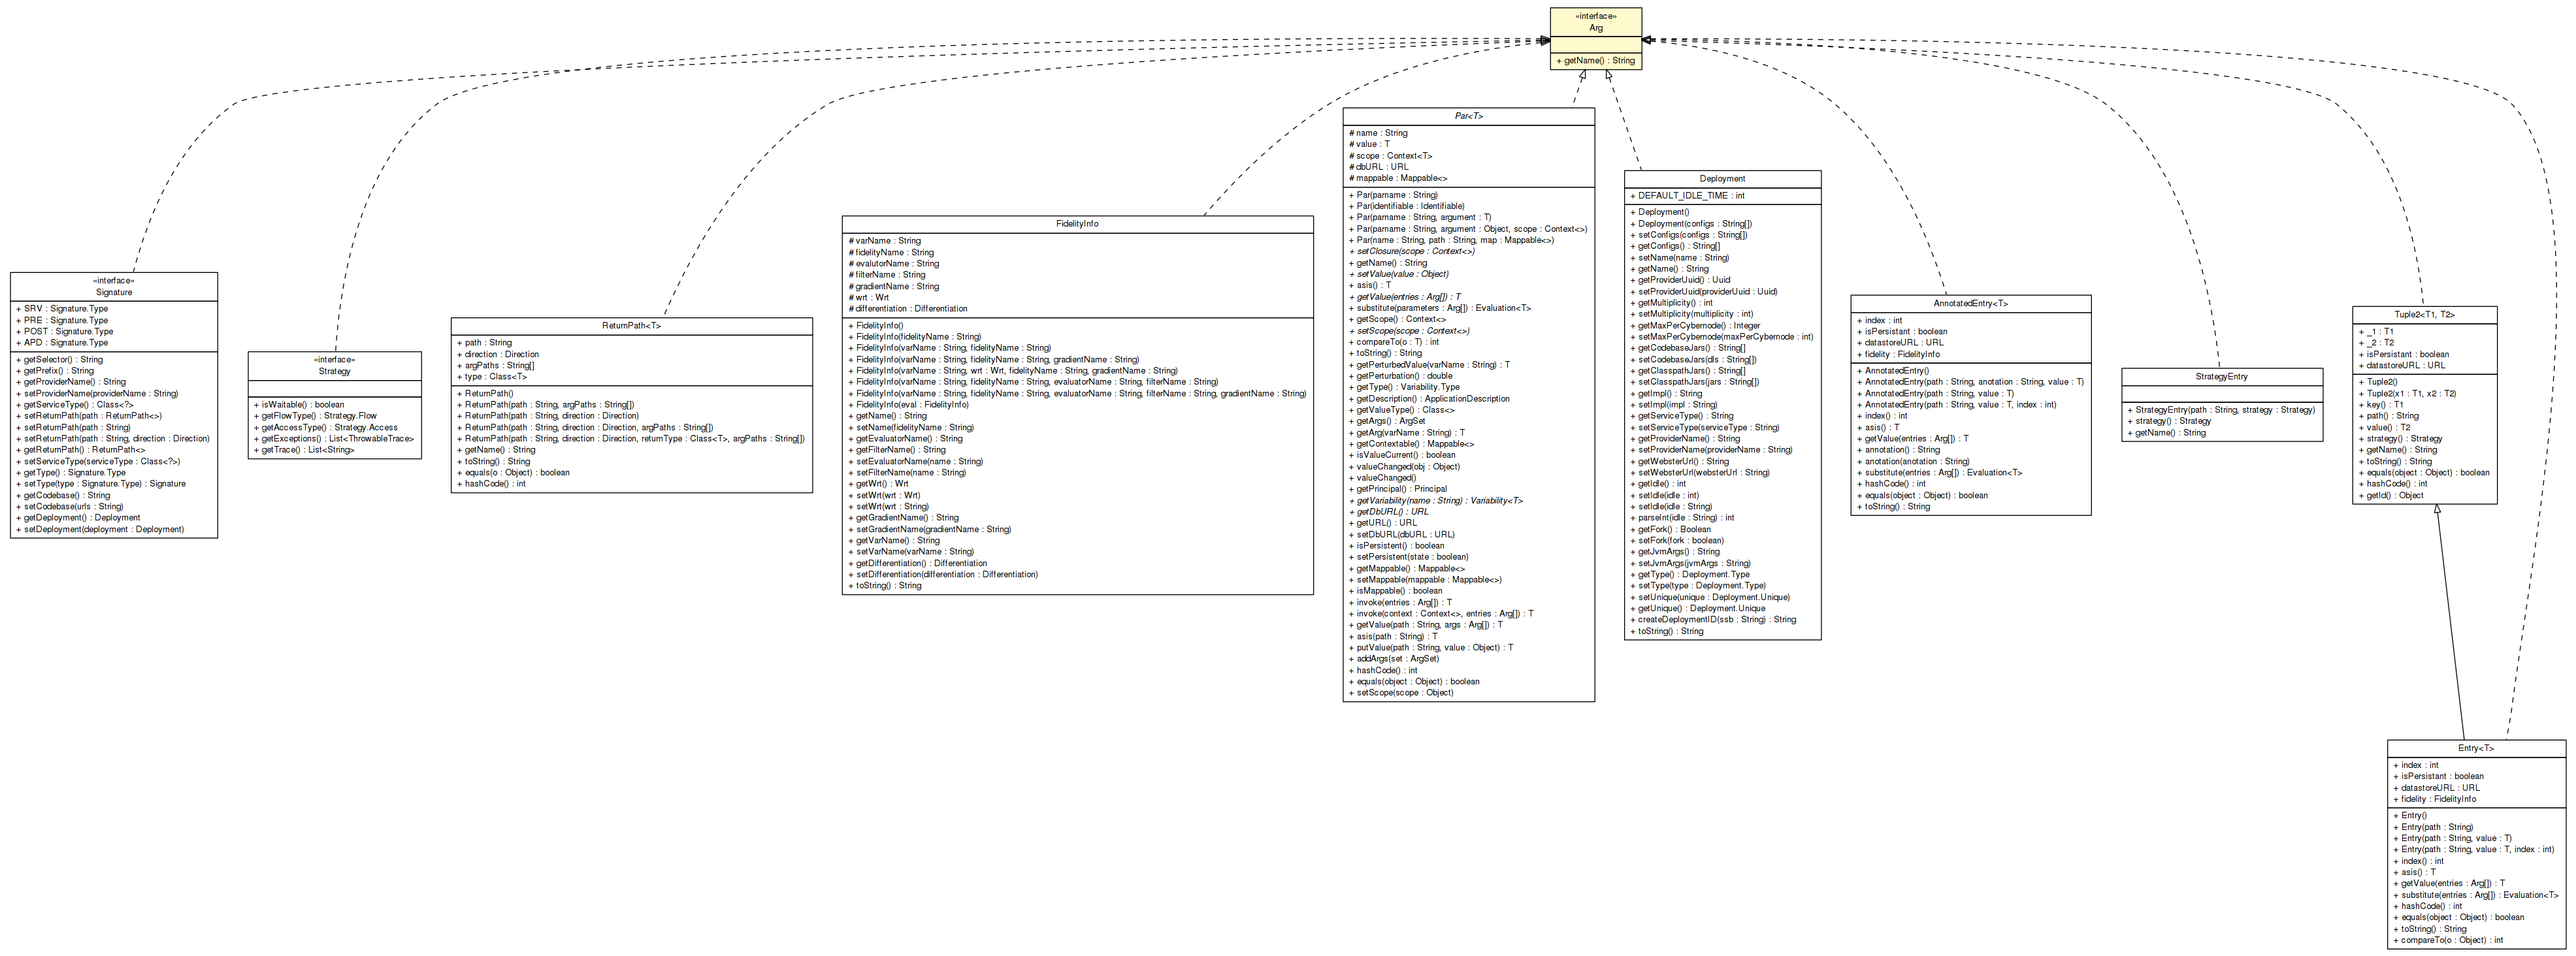 «interface»
Arg
+ getName() : String
«interface»
Signature
+ SRV : Signature.Type
+ PRE : Signature.Type
+ POST : Signature.Type
+ APD : Signature.Type
+ getSelector() : String
+ getPrefix() : String
+ getProviderName() : String
+ setProviderName(providerName : String)
+ getServiceType() : Class<?>
+ setReturnPath(path : ReturnPath<>)
+ setReturnPath(path : String)
+ setReturnPath(path : String, direction : Direction)
+ getReturnPath() : ReturnPath<>
+ setServiceType(serviceType : Class<?>)
+ getType() : Signature.Type
+ setType(type : Signature.Type) : Signature
+ getCodebase() : String
+ setCodebase(urls : String)
+ getDeployment() : Deployment
+ setDeployment(deployment : Deployment)
«interface»
Strategy
+ isWaitable() : boolean
+ getFlowType() : Strategy.Flow
+ getAccessType() : Strategy.Access
+ getExceptions() : List<ThrowableTrace>
+ getTrace() : List<String>
ReturnPath<T>
+ path : String
+ direction : Direction
+ argPaths : String[]
+ type : Class<T>
+ ReturnPath()
+ ReturnPath(path : String, argPaths : String[])
+ ReturnPath(path : String, direction : Direction)
+ ReturnPath(path : String, direction : Direction, argPaths : String[])
+ ReturnPath(path : String, direction : Direction, returnType : Class<T>, argPaths : String[])
+ getName() : String
+ toString() : String
+ equals(o : Object) : boolean
+ hashCode() : int
FidelityInfo
# varName : String
# fidelityName : String
# evalutorName : String
# filterName : String
# gradientName : String
# wrt : Wrt
# differentiation : Differentiation
+ FidelityInfo()
+ FidelityInfo(fidelityName : String)
+ FidelityInfo(varName : String, fidelityName : String)
+ FidelityInfo(varName : String, fidelityName : String, gradientName : String)
+ FidelityInfo(varName : String, wrt : Wrt, fidelityName : String, gradientName : String)
+ FidelityInfo(varName : String, fidelityName : String, evaluatorName : String, filterName : String)
+ FidelityInfo(varName : String, fidelityName : String, evaluatorName : String, filterName : String, gradientName : String)
+ FidelityInfo(eval : FidelityInfo)
+ getName() : String
+ setName(fidelityName : String)
+ getEvaluatorName() : String
+ getFilterName() : String
+ setEvaluatorName(name : String)
+ setFilterName(name : String)
+ getWrt() : Wrt
+ setWrt(wrt : Wrt)
+ setWrt(wrt : String)
+ getGradientName() : String
+ setGradientName(gradientName : String)
+ getVarName() : String
+ setVarName(varName : String)
+ getDifferentiation() : Differentiation
+ setDifferentiation(differentiation : Differentiation)
+ toString() : String
Par<T>
# name : String
# value : T
# scope : Context<T>
# dbURL : URL
# mappable : Mappable<>
+ Par(parname : String)
+ Par(identifiable : Identifiable)
+ Par(parname : String, argument : T)
+ Par(parname : String, argument : Object, scope : Context<>)
+ Par(name : String, path : String, map : Mappable<>)
+ setClosure(scope : Context<>)
+ getName() : String
+ setValue(value : Object)
+ asis() : T
+ getValue(entries : Arg[]) : T
+ substitute(parameters : Arg[]) : Evaluation<T>
+ getScope() : Context<>
+ setScope(scope : Context<>)
+ compareTo(o : T) : int
+ toString() : String
+ getPerturbedValue(varName : String) : T
+ getPerturbation() : double
+ getType() : Variability.Type
+ getDescription() : ApplicationDescription
+ getValueType() : Class<>
+ getArgs() : ArgSet
+ getArg(varName : String) : T
+ getContextable() : Mappable<>
+ isValueCurrent() : boolean
+ valueChanged(obj : Object)
+ valueChanged()
+ getPrincipal() : Principal
+ getVariability(name : String) : Variability<T>
+ getDbURL() : URL
+ getURL() : URL
+ setDbURL(dbURL : URL)
+ isPersistent() : boolean
+ setPersistent(state : boolean)
+ getMappable() : Mappable<>
+ setMappable(mappable : Mappable<>)
+ isMappable() : boolean
+ invoke(entries : Arg[]) : T
+ invoke(context : Context<>, entries : Arg[]) : T
+ getValue(path : String, args : Arg[]) : T
+ asis(path : String) : T
+ putValue(path : String, value : Object) : T
+ addArgs(set : ArgSet)
+ hashCode() : int
+ equals(object : Object) : boolean
+ setScope(scope : Object)
Deployment
+ DEFAULT_IDLE_TIME : int
+ Deployment()
+ Deployment(configs : String[])
+ setConfigs(configs : String[])
+ getConfigs() : String[]
+ setName(name : String)
+ getName() : String
+ getProviderUuid() : Uuid
+ setProviderUuid(providerUuid : Uuid)
+ getMultiplicity() : int
+ setMultiplicity(multiplicity : int)
+ getMaxPerCybernode() : Integer
+ setMaxPerCybernode(maxPerCybernode : int)
+ getCodebaseJars() : String[]
+ setCodebaseJars(dls : String[])
+ getClasspathJars() : String[]
+ setClasspathJars(jars : String[])
+ getImpl() : String
+ setImpl(impl : String)
+ getServiceType() : String
+ setServiceType(serviceType : String)
+ getProviderName() : String
+ setProviderName(providerName : String)
+ getWebsterUrl() : String
+ setWebsterUrl(websterUrl : String)
+ getIdle() : int
+ setIdle(idle : int)
+ setIdle(idle : String)
+ parseInt(idle : String) : int
+ getFork() : Boolean
+ setFork(fork : boolean)
+ getJvmArgs() : String
+ setJvmArgs(jvmArgs : String)
+ getType() : Deployment.Type
+ setType(type : Deployment.Type)
+ setUnique(unique : Deployment.Unique)
+ getUnique() : Deployment.Unique
+ createDeploymentID(ssb : String) : String
+ toString() : String
AnnotatedEntry<T>
+ index : int
+ isPersistant : boolean
+ datastoreURL : URL
+ fidelity : FidelityInfo
+ AnnotatedEntry()
+ AnnotatedEntry(path : String, anotation : String, value : T)
+ AnnotatedEntry(path : String, value : T)
+ AnnotatedEntry(path : String, value : T, index : int)
+ index() : int
+ asis() : T
+ getValue(entries : Arg[]) : T
+ annotation() : String
+ anotation(anotation : String)
+ substitute(entries : Arg[]) : Evaluation<T>
+ hashCode() : int
+ equals(object : Object) : boolean
+ toString() : String
StrategyEntry
+ StrategyEntry(path : String, strategy : Strategy)
+ strategy() : Strategy
+ getName() : String
Tuple2<T1, T2>
+ _1 : T1
+ _2 : T2
+ isPersistant : boolean
+ datastoreURL : URL
+ Tuple2()
+ Tuple2(x1 : T1, x2 : T2)
+ key() : T1
+ path() : String
+ value() : T2
+ strategy() : Strategy
+ getName() : String
+ toString() : String
+ equals(object : Object) : boolean
+ hashCode() : int
+ getId() : Object
Entry<T>
+ index : int
+ isPersistant : boolean
+ datastoreURL : URL
+ fidelity : FidelityInfo
+ Entry()
+ Entry(path : String)
+ Entry(path : String, value : T)
+ Entry(path : String, value : T, index : int)
+ index() : int
+ asis() : T
+ getValue(entries : Arg[]) : T
+ substitute(entries : Arg[]) : Evaluation<T>
+ hashCode() : int
+ equals(object : Object) : boolean
+ toString() : String
+ compareTo(o : Object) : int